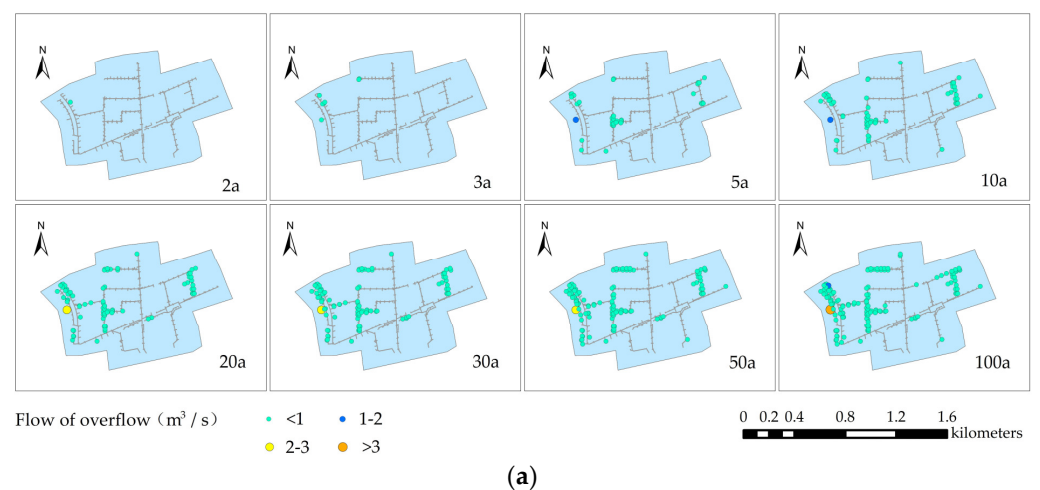 N N N N
2a 3a 5a 10a
N N N N
20a 30a 50a 100a
Flow of overflow（m³ / s） <1 1-2 0 0.2 0.4 0.8 1.2 1.6
kilometers
2-3 >3
(a)